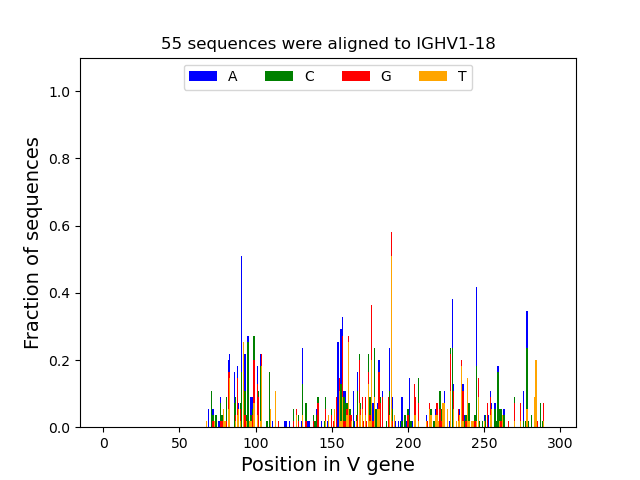 55 sequences were aligned to IGHV1-18
A C G T
1.0
0.8
0.6
0.4
0.2
0.0
Fraction of sequences
0 50 100 150 200 250 300
Position in V gene